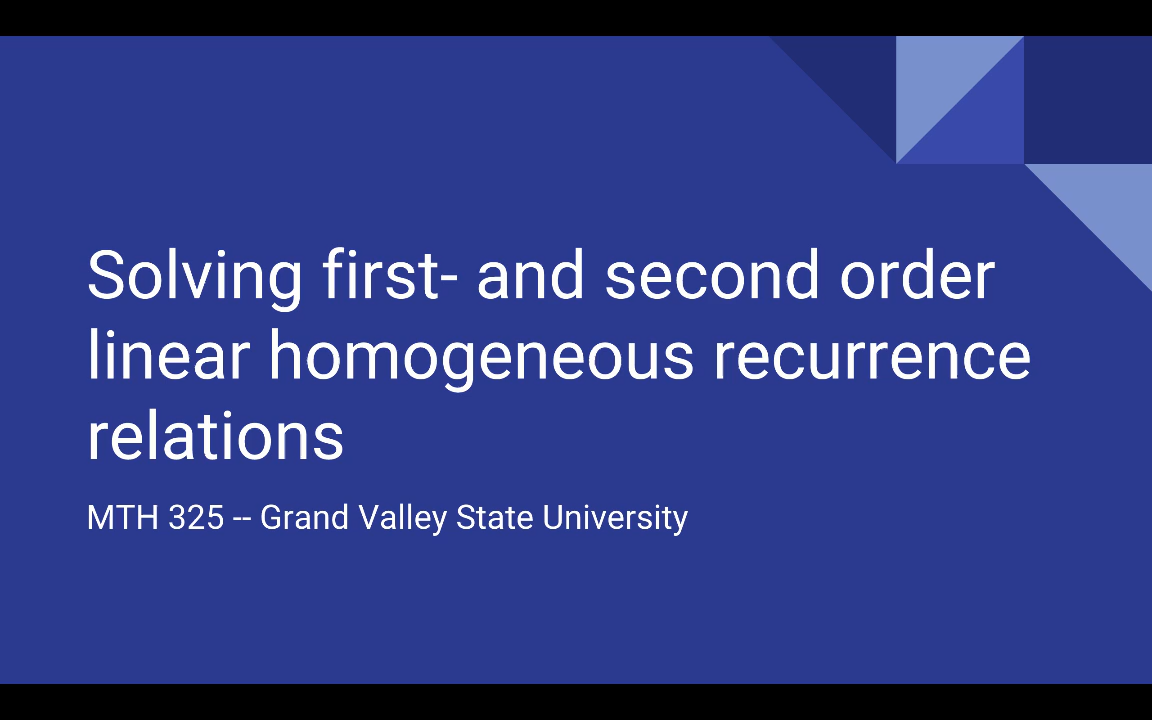 Solving first- and second order
linear homogeneous recurrence
relations
MTH 325 -- Grand Valley State University